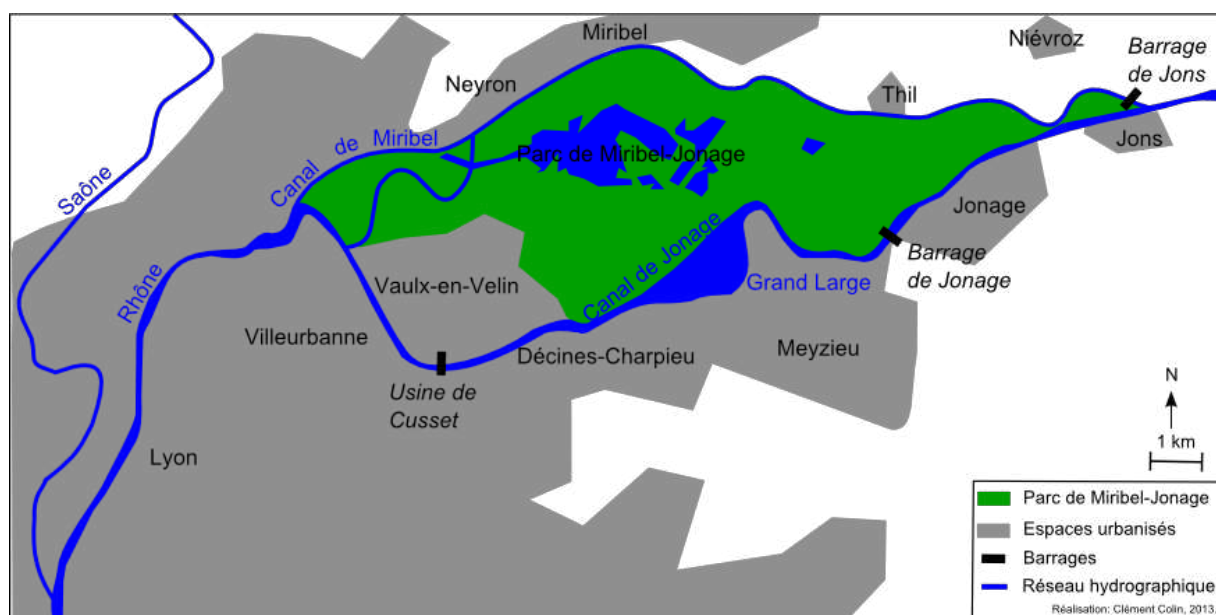 Miribel
Niévroz
Barrage
de Jons
Neyron
Thil
Canal de Miribel
Parc de Miribel-Jonage
Jons
Saône
Jonage
Canal de Jonage
Barrage
de Jonage
Rhône
Vaulx-en-Velin
Grand Large
Villeurbanne
Décines-Charpieu
Meyzieu
Usine de
Cusset
N
1 km
Lyon
Parc de Miribel-Jonage
Espaces urbanisés
Barrages
Réseau hydrographique
Réalisation: Clément Colin, 2013